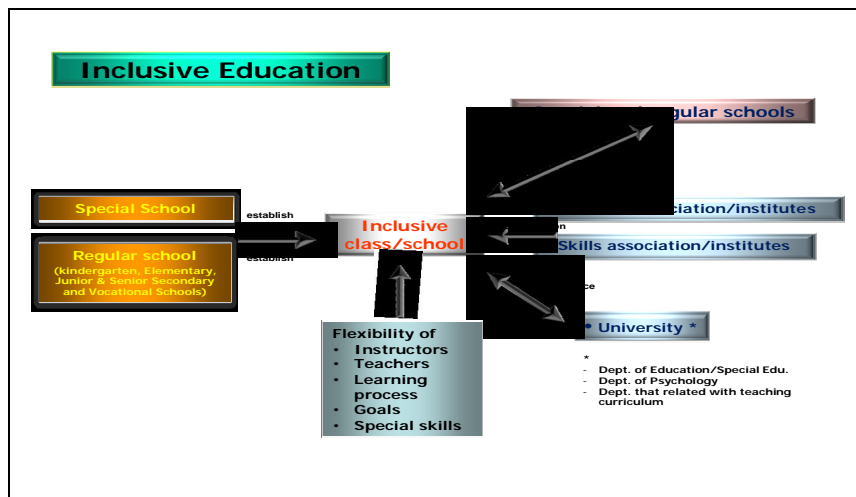 Inclusive Education
gular schools
Special School
establish
ciation/institutes
Inclusive
class/school
Regular school
(kindergarten, Elementary,
Junior & Senior Secondary
and Vocational Schools)
establish
Skills association/institutes
Flexibility of
• Instructors
• Teachers
• Learning
process
• Goals
• Special skills
• University *
*
- Dept. of Education/Special Edu.
- Dept. of Psychology
- Dept. that related with teaching
curriculum